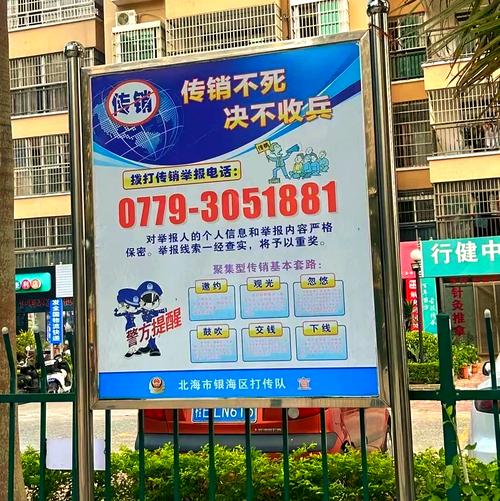 传销
传销不死
决不收兵
传销
拨打传销举报电话:
0779-3051881
对举报人的个人信息和举报内容严格
保密。举报线索一经查实,将予以重奖。
聚集型传销基本套路:
邀约 观光 忽悠
鼓吹 交钱 下线
警方提醒
北海市银海区打传队
行健中
针灸推拿